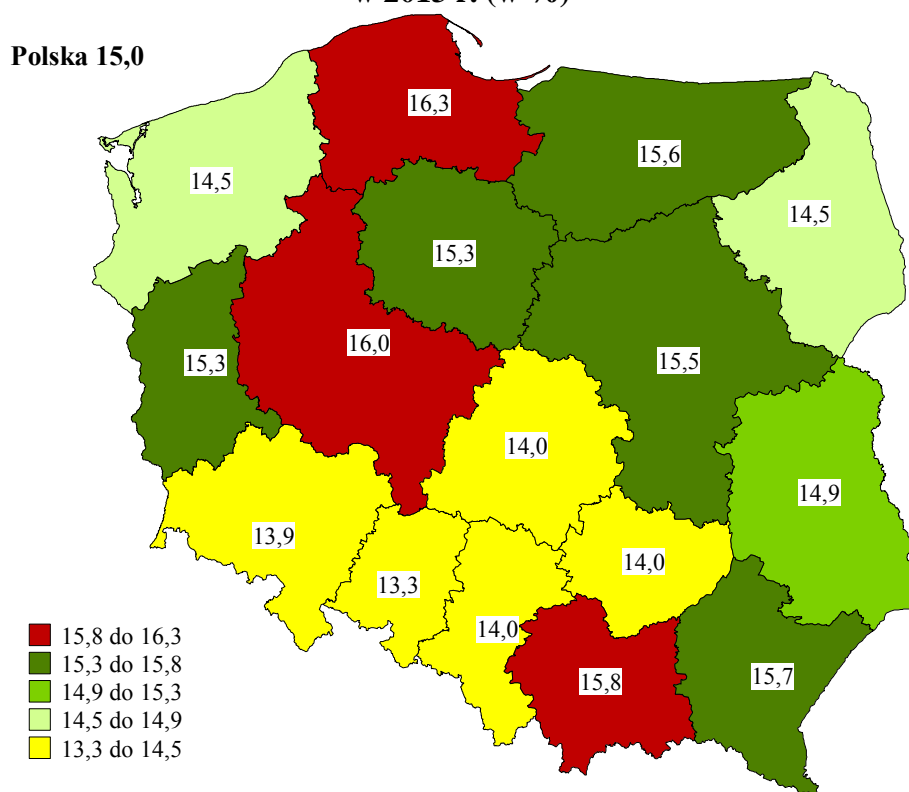 w 2013 r. (w %)
Polska 15,0
16,3
15,6
14,5
14,5
15,3
16,0
15,3
15,5
14,0
14,9
13,9
14,0
13,3
14,0
15,7
15,8
15,8 do 16,3
15,3 do 15,8
14,9 do 15,3
14,5 do 14,9
13,3 do 14,5